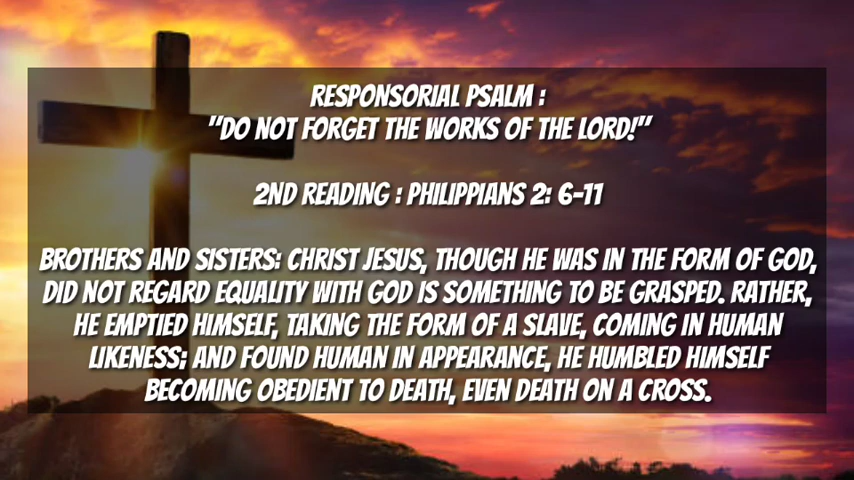 RESPONSORIAL PSALM :
"DO NOT FORGET THE WORKS OF THE LORD!"
2ND READING : PHILIPPIANS 2: 6-11
BROTHERS AND SISTERS: CHRIST JESUS, THOUGH HE WAS IN THE FORM OF GOD,
DID NOT REGARD EQUALITY WITH GOD IS SOMETHING TO BE GRASPED. RATHER,
HE EMPTIED HIMSELF, TAKING THE FORM OF A SLAVE, COMING IN HUMAN
LIKENESS; AND FOUND HUMAN IN APPEARANCE, HE HUMBLED HIMSELF
BECOMING OBEDIENT TO DEATH, EVEN DEATH ON A CROSS.